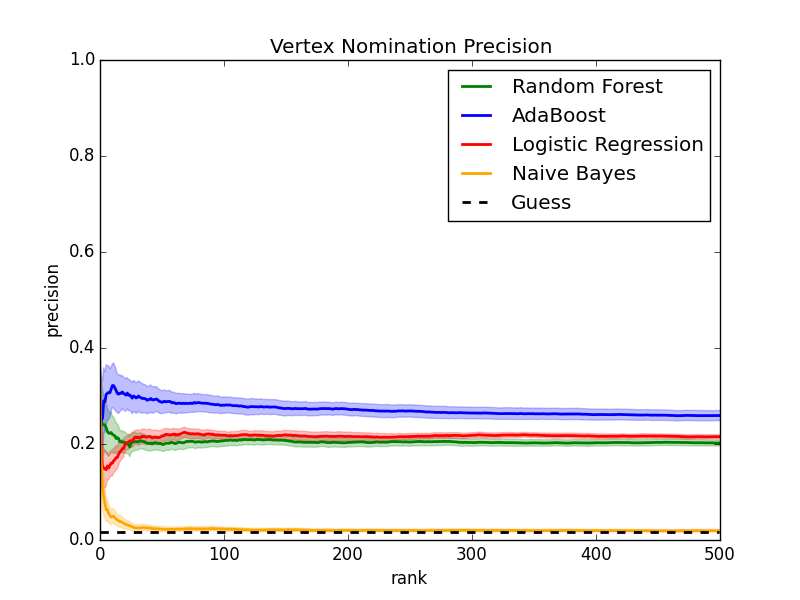 Vertex Nomination Precision
1.0
0.8
0.6
0.4
0.2
0.0
precision
Random Forest
AdaBoost
Logistic Regression
Naive Bayes
Guess
0 100 200 300 400 500
rank